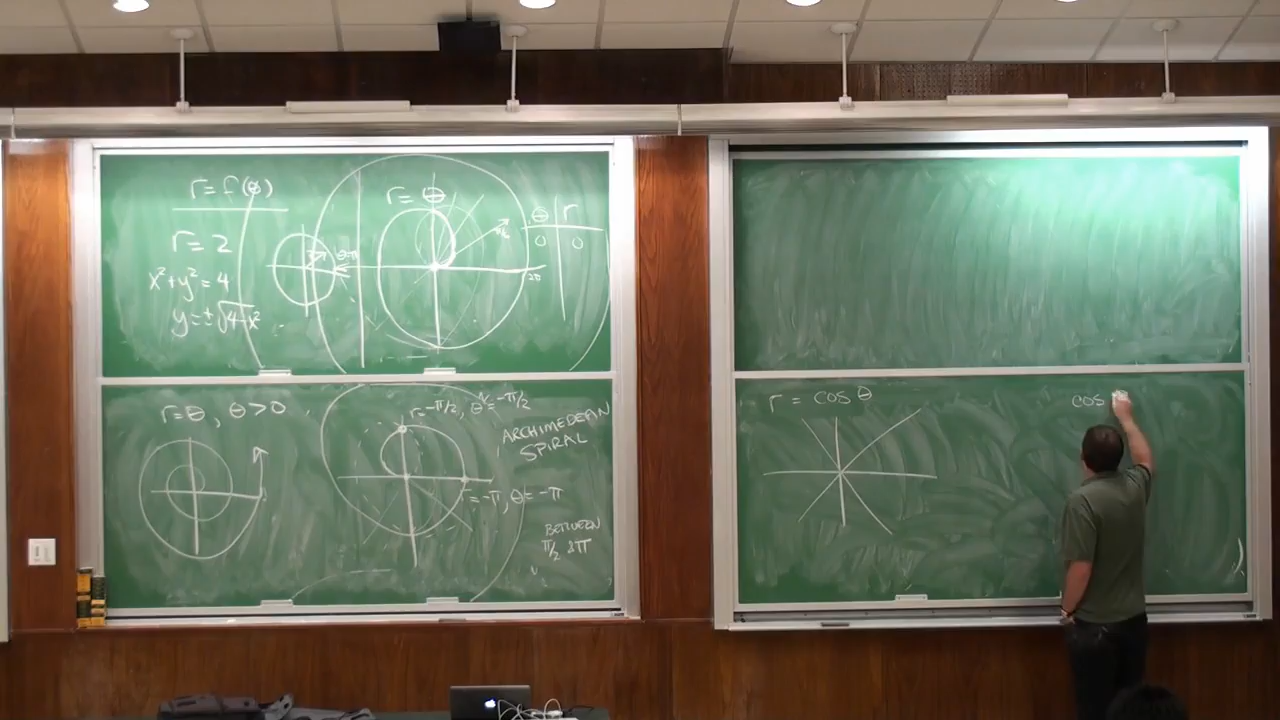 r = f(θ)
r = 2
x² + y² = 4
y = ±√4-x²
r = θ
θ r
0 0
2π
r = θ, θ > 0
r = -π/2, θ = -π/2
ARCHIMEDEAN
SPIRAL
r = -π, θ = -π
BETWEEN
π/2 & π
r = cos θ
cos